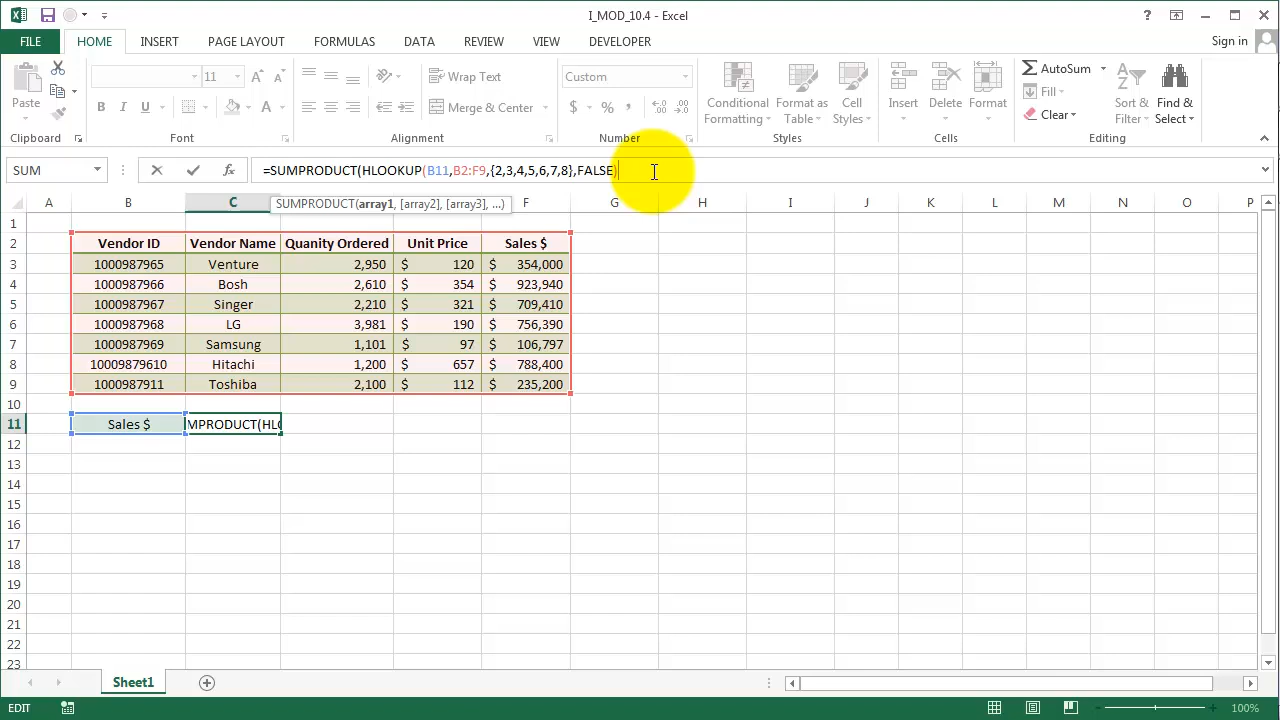 I_MOD_10.4 - Excel
?
Sign in
FILE HOME INSERT PAGE LAYOUT FORMULAS DATA REVIEW VIEW DEVELOPER
Paste
11
B I U
Wrap Text
Merge & Center
Custom
$ % ,
Conditional Formatting
Format as Table
Cell Styles
Insert Delete Format
AutoSum
Fill
Clear
Sort & Filter
Find & Select
Clipboard Font Alignment Number Styles Cells Editing
SUM =SUMPRODUCT(HLOOKUP(B11,B2:F9,{2,3,4,5,6,7,8},FALSE)
SUMPRODUCT(array1, [array2], [array3], ...)
A B C F G H I J K L M N O P
1
2 Vendor ID Vendor Name Quanity Ordered Unit Price Sales $
3 1000987965 Venture 2,950 $ 120 $ 354,000
4 1000987966 Bosh 2,610 $ 354 $ 923,940
5 1000987967 Singer 2,210 $ 321 $ 709,410
6 1000987968 LG 3,981 $ 190 $ 756,390
7 1000987969 Samsung 1,101 $ 97 $ 106,797
8 10009879610 Hitachi 1,200 $ 657 $ 788,400
9 1000987911 Toshiba 2,100 $ 112 $ 235,200
10
11 Sales $ MPRODUCT(HLO
12
13
14
15
16
17
18
19
20
21
22
23
Sheet1
EDIT
100%